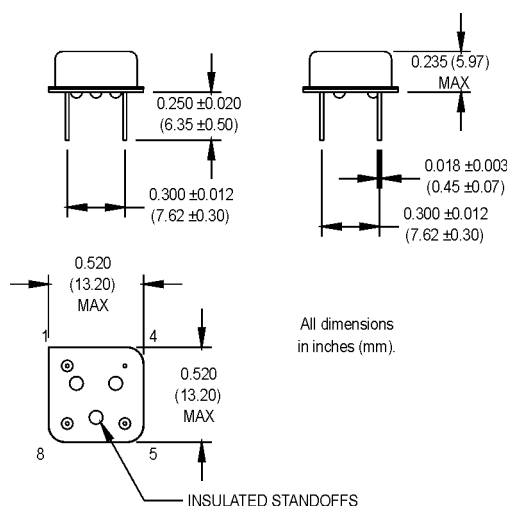 0.250 ±0.020
(6.35 ±0.50)
0.300 ±0.012
(7.62 ±0.30)
0.235 (5.97)
MAX
0.018 ±0.003
(0.45 ±0.07)
0.300 ±0.012
(7.62 ±0.30)
0.520
(13.20)
MAX
1
4
8
5
0.520
(13.20)
MAX
All dimensions
in inches (mm).
INSULATED STANDOFFS